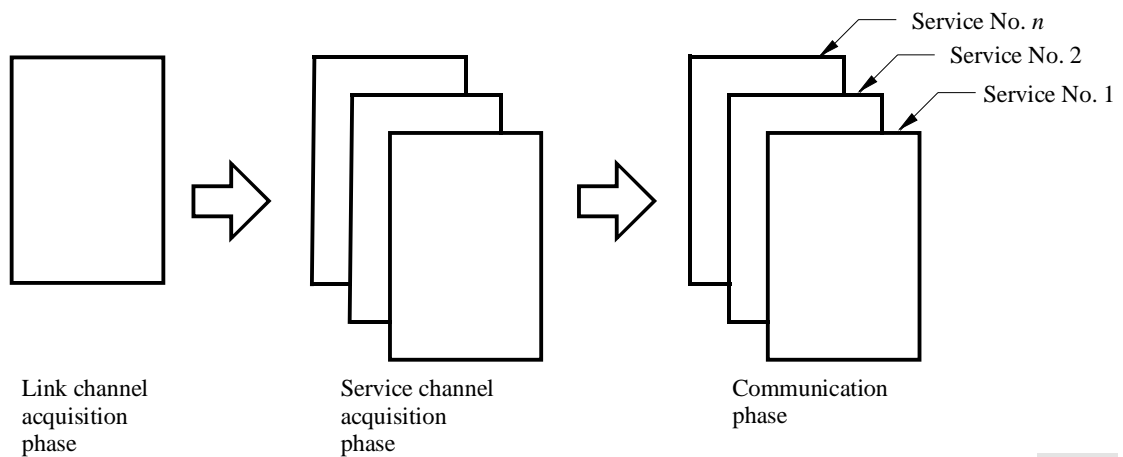 Service No. n
Service No. 2
Service No. 1
Link channel
acquisition
phase
Service channel
acquisition
phase
Communication
phase